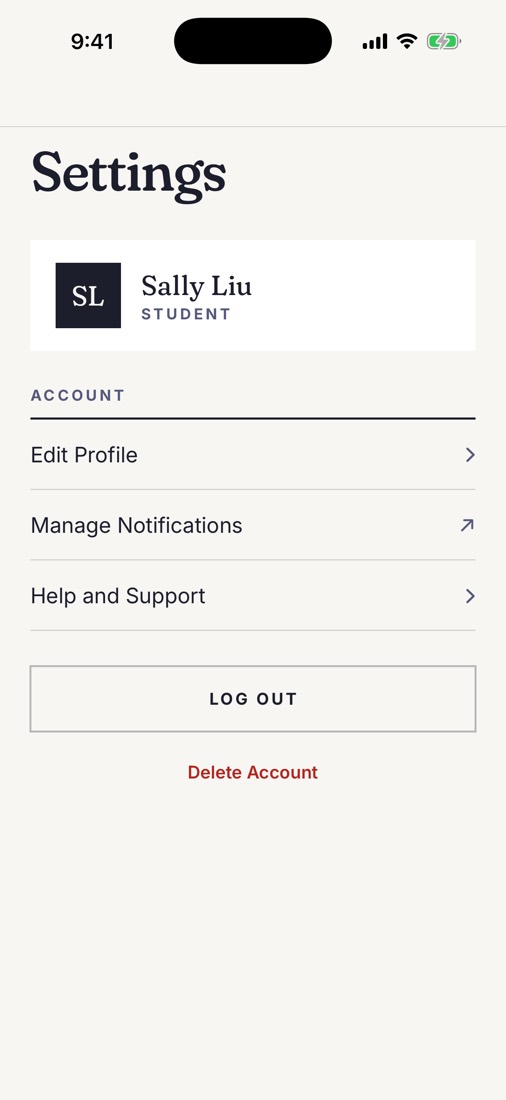 9:41
Settings
SL
Sally Liu
STUDENT
ACCOUNT
Edit Profile
Manage Notifications
Help and Support
LOG OUT
Delete Account